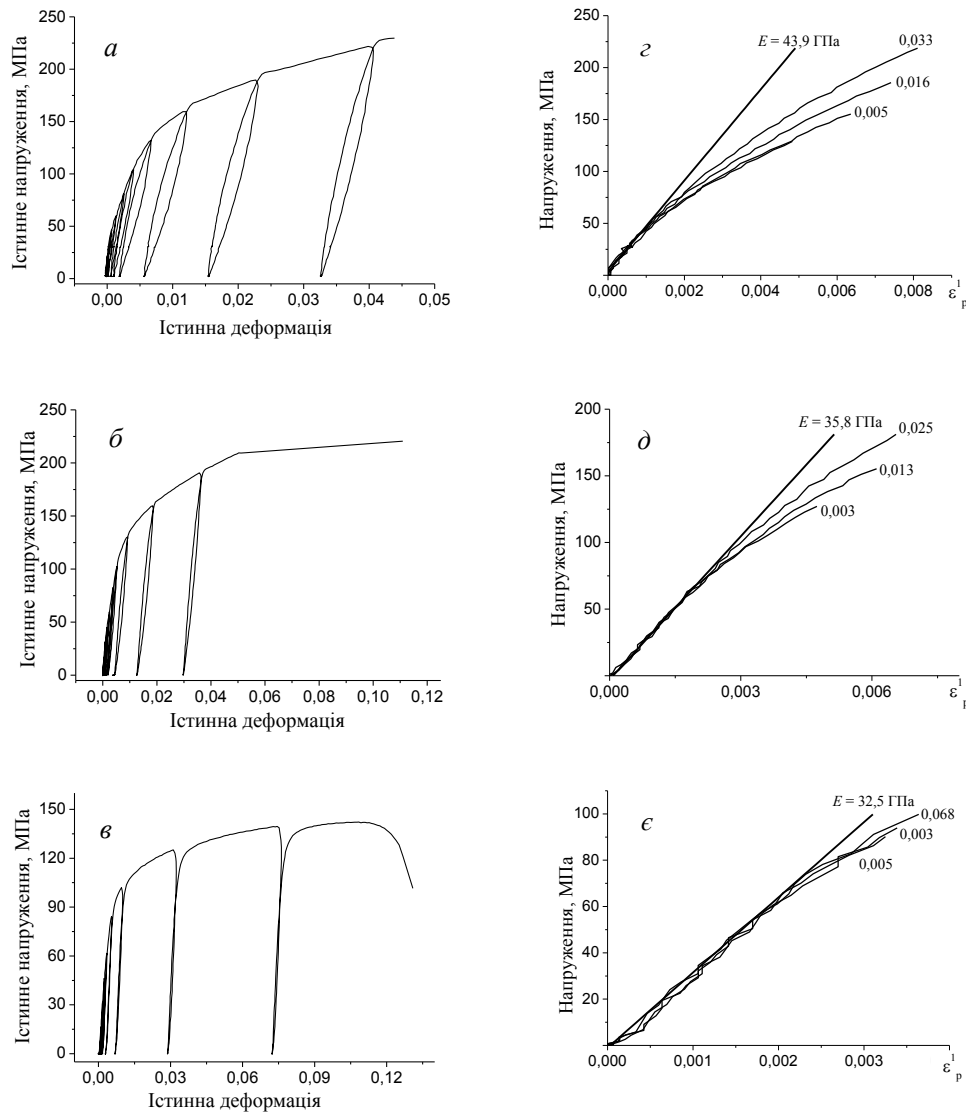 а
Істинне напруження, МПа
250
200
150
100
50
0
0,00 0,01 0,02 0,03 0,04 0,05
Істинна деформація
г
Напруження, МПа
250
200
150
100
50
0
E = 43,9 ГПа
0,033
0,016
0,005
0,000 0,002 0,004 0,006 0,008
ε¹p
б
Істинне напруження, МПа
250
200
150
100
50
0
0,00 0,02 0,04 0,06 0,08 0,10 0,12
Істинна деформація
д
Напруження, МПа
200
150
100
50
0
E = 35,8 ГПа
0,025
0,013
0,003
0,000 0,003 0,006
ε¹p
в
Істинне напруження, МПа
150
120
90
60
30
0
0,00 0,03 0,06 0,09 0,12
Істинна деформація
є
Напруження, МПа
100
80
60
40
20
0
E = 32,5 ГПа
0,068
0,003
0,005
0,000 0,001 0,002 0,003
ε¹p